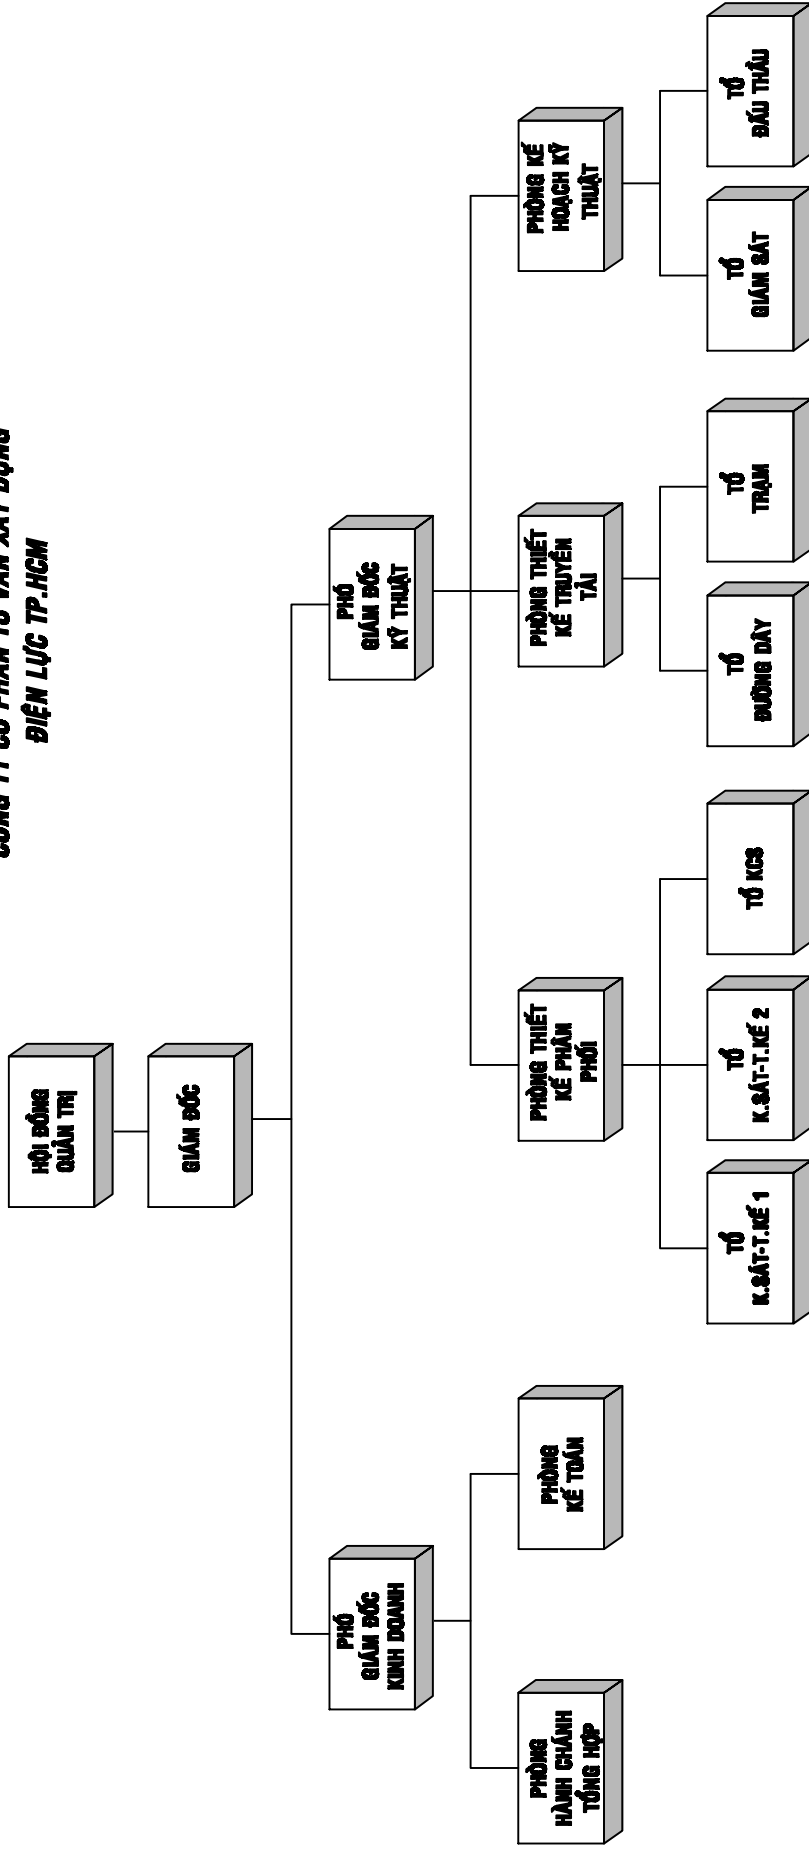 CÔNG TY CỔ PHẦN TƯ VẤN XÂY DỰNG
ĐIỆN LỰC TP.HCM
HỘI ĐỒNG
QUẢN TRỊ
GIÁM ĐỐC
PHÓ
GIÁM ĐỐC
KINH DOANH
PHÓ
GIÁM ĐỐC
KỸ THUẬT
PHÒNG
HÀNH CHÁNH
TỔNG HỢP
PHÒNG
KẾ TOÁN
PHÒNG THIẾT
KẾ PHÂN
PHỐI
PHÒNG THIẾT
KẾ TRUYỀN
TẢI
PHÒNG KẾ
HOẠCH KỸ
THUẬT
TỔ
K.SÁT-T.KẾ 1
TỔ
K.SÁT-T.KẾ 2
TỔ KCS
TỔ
ĐƯỜNG DÂY
TỔ
TRẠM
TỔ
GIÁM SÁT
TỔ
ĐẤU THẦU